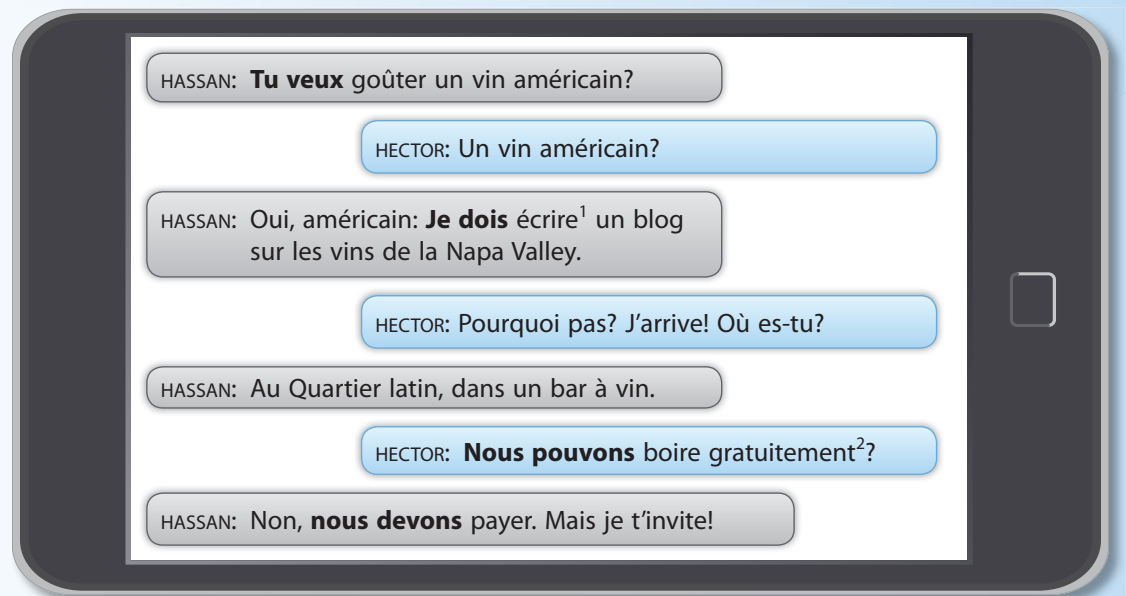 HASSAN: Tu veux goûter un vin américain?
HECTOR: Un vin américain?
HASSAN: Oui, américain: Je dois écrire1 un blog
sur les vins de la Napa Valley.
HECTOR: Pourquoi pas? J’arrive! Où es-tu?
HASSAN: Au Quartier latin, dans un bar à vin.
HECTOR: Nous pouvons boire gratuitement2?
HASSAN: Non, nous devons payer. Mais je t’invite!